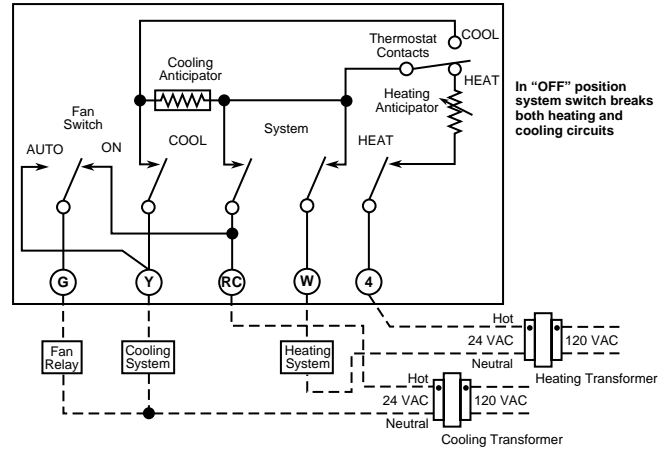 COOL
Thermostat
Contacts
Cooling
Anticipator
HEAT
Heating
Anticipator
In “OFF” position
system switch breaks
both heating and
cooling circuits
Fan
Switch
System
AUTO
ON
COOL
HEAT
G
Y
RC
W
4
Hot
24 VAC
120 VAC
Neutral
Heating Transformer
Fan
Relay
Cooling
System
Heating
System
Hot
24 VAC
120 VAC
Neutral
Cooling Transformer